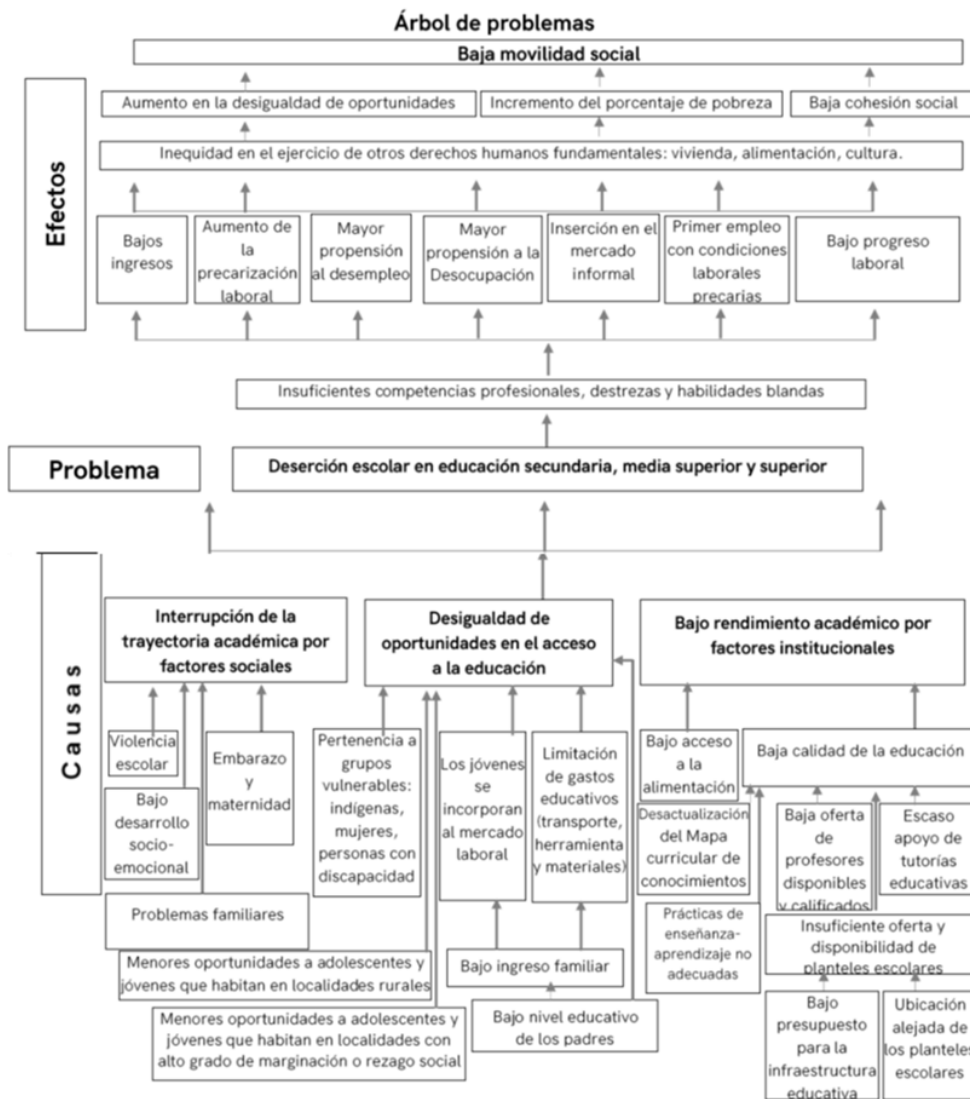 Árbol de problemas
Baja movilidad social
Efectos
Aumento en la desigualdad de oportunidades
Incremento del porcentaje de pobreza
Baja cohesión social
Inequidad en el ejercicio de otros derechos humanos fundamentales: vivienda, alimentación, cultura.
Bajos
ingresos
Aumento de
la
precarización
laboral
Mayor
propensión
al desempleo
Mayor
propensión a la
Desocupación
Inserción en el
mercado
informal
Primer empleo
con condiciones
laborales
precarias
Bajo progreso
laboral
Insuficientes competencias profesionales, destrezas y habilidades blandas
Problema
Deserción escolar en educación secundaria, media superior y superior
Causas
Interrupción de la
trayectoria académica por
factores sociales
Desigualdad de
oportunidades en el acceso
a la educación
Bajo rendimiento académico por
factores institucionales
Violencia
escolar
Bajo
desarrollo
socio-
emocional
Embarazo
y
maternidad
Problemas familiares
Pertenencia a
grupos
vulnerables:
indígenas,
mujeres,
personas con
discapacidad
Los jóvenes
se
incorporan
al mercado
laboral
Limitación
de gastos
educativos
(transporte,
herramienta
y materiales)
Menores oportunidades a adolescentes y
jóvenes que habitan en localidades rurales
Menores oportunidades a adolescentes y
jóvenes que habitan en localidades con
alto grado de marginación o rezago social
Bajo ingreso familiar
Bajo nivel educativo
de los padres
Bajo acceso
a la
alimentación
Baja calidad de la educación
Desactualización
del Mapa
curricular de
conocimientos
Prácticas de
enseñanza-
aprendizaje no
adecuadas
Baja oferta
de
profesores
disponibles
y calificados
Escaso
apoyo de
tutorías
educativas
Insuficiente oferta y
disponibilidad de
planteles escolares
Bajo
presupuesto
para la
infraestructura
educativa
Ubicación
alejada de
los planteles
escolares